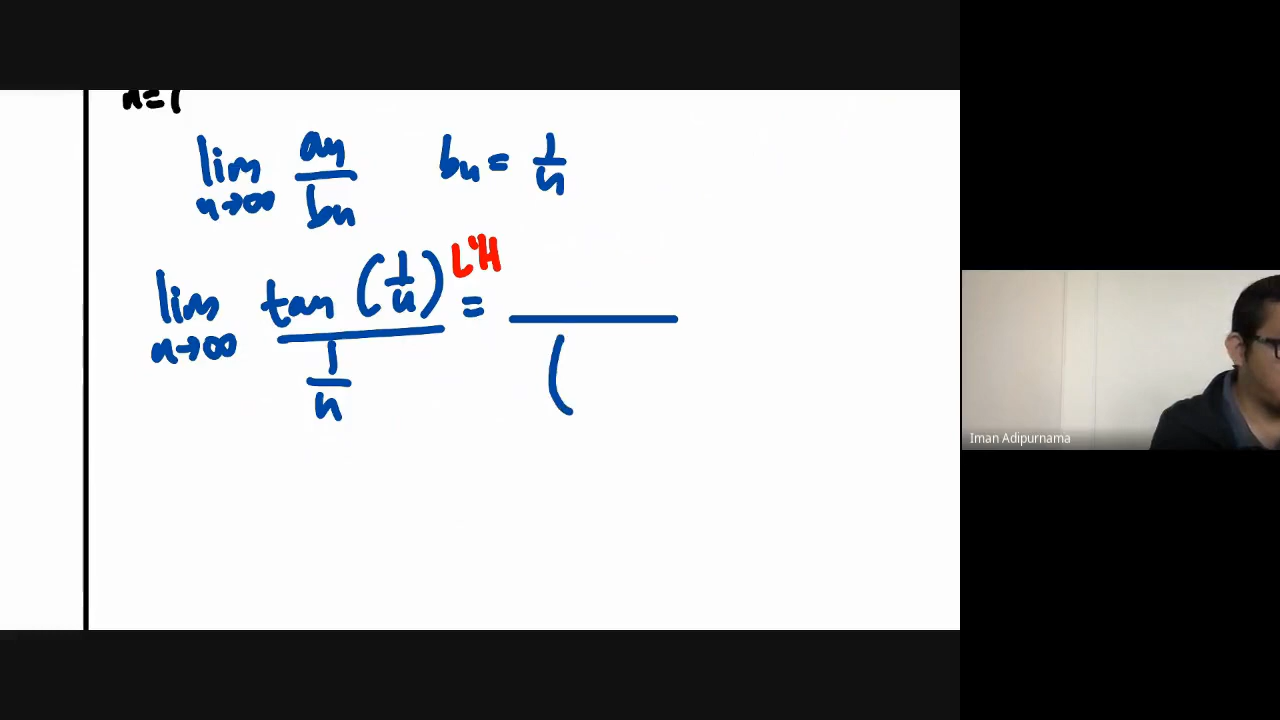 n=1
lim n→∞ an/bn bn = 1/n
lim n→∞ tan (1/n) / 1/n L'H = (
Iman Adipurnama